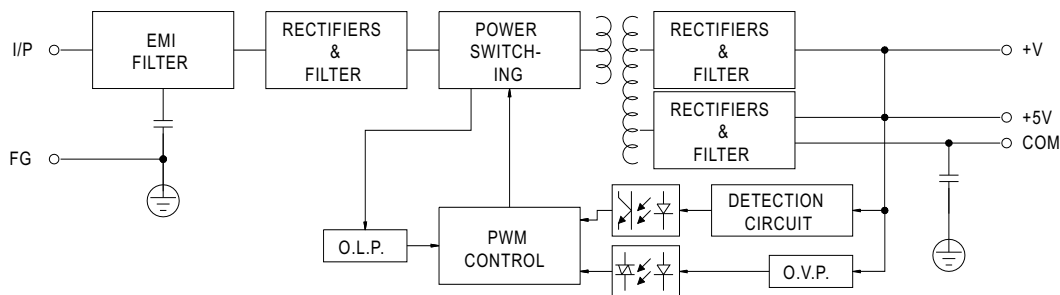 I/P
EMI
FILTER
RECTIFIERS
&
FILTER
POWER
SWITCH-
ING
RECTIFIERS
&
FILTER
+V
RECTIFIERS
&
FILTER
+5V
COM
FG
DETECTION
CIRCUIT
O.L.P.
PWM
CONTROL
O.V.P.